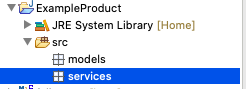 ExampleProduct
JRE System Library [Home]
src
models
services